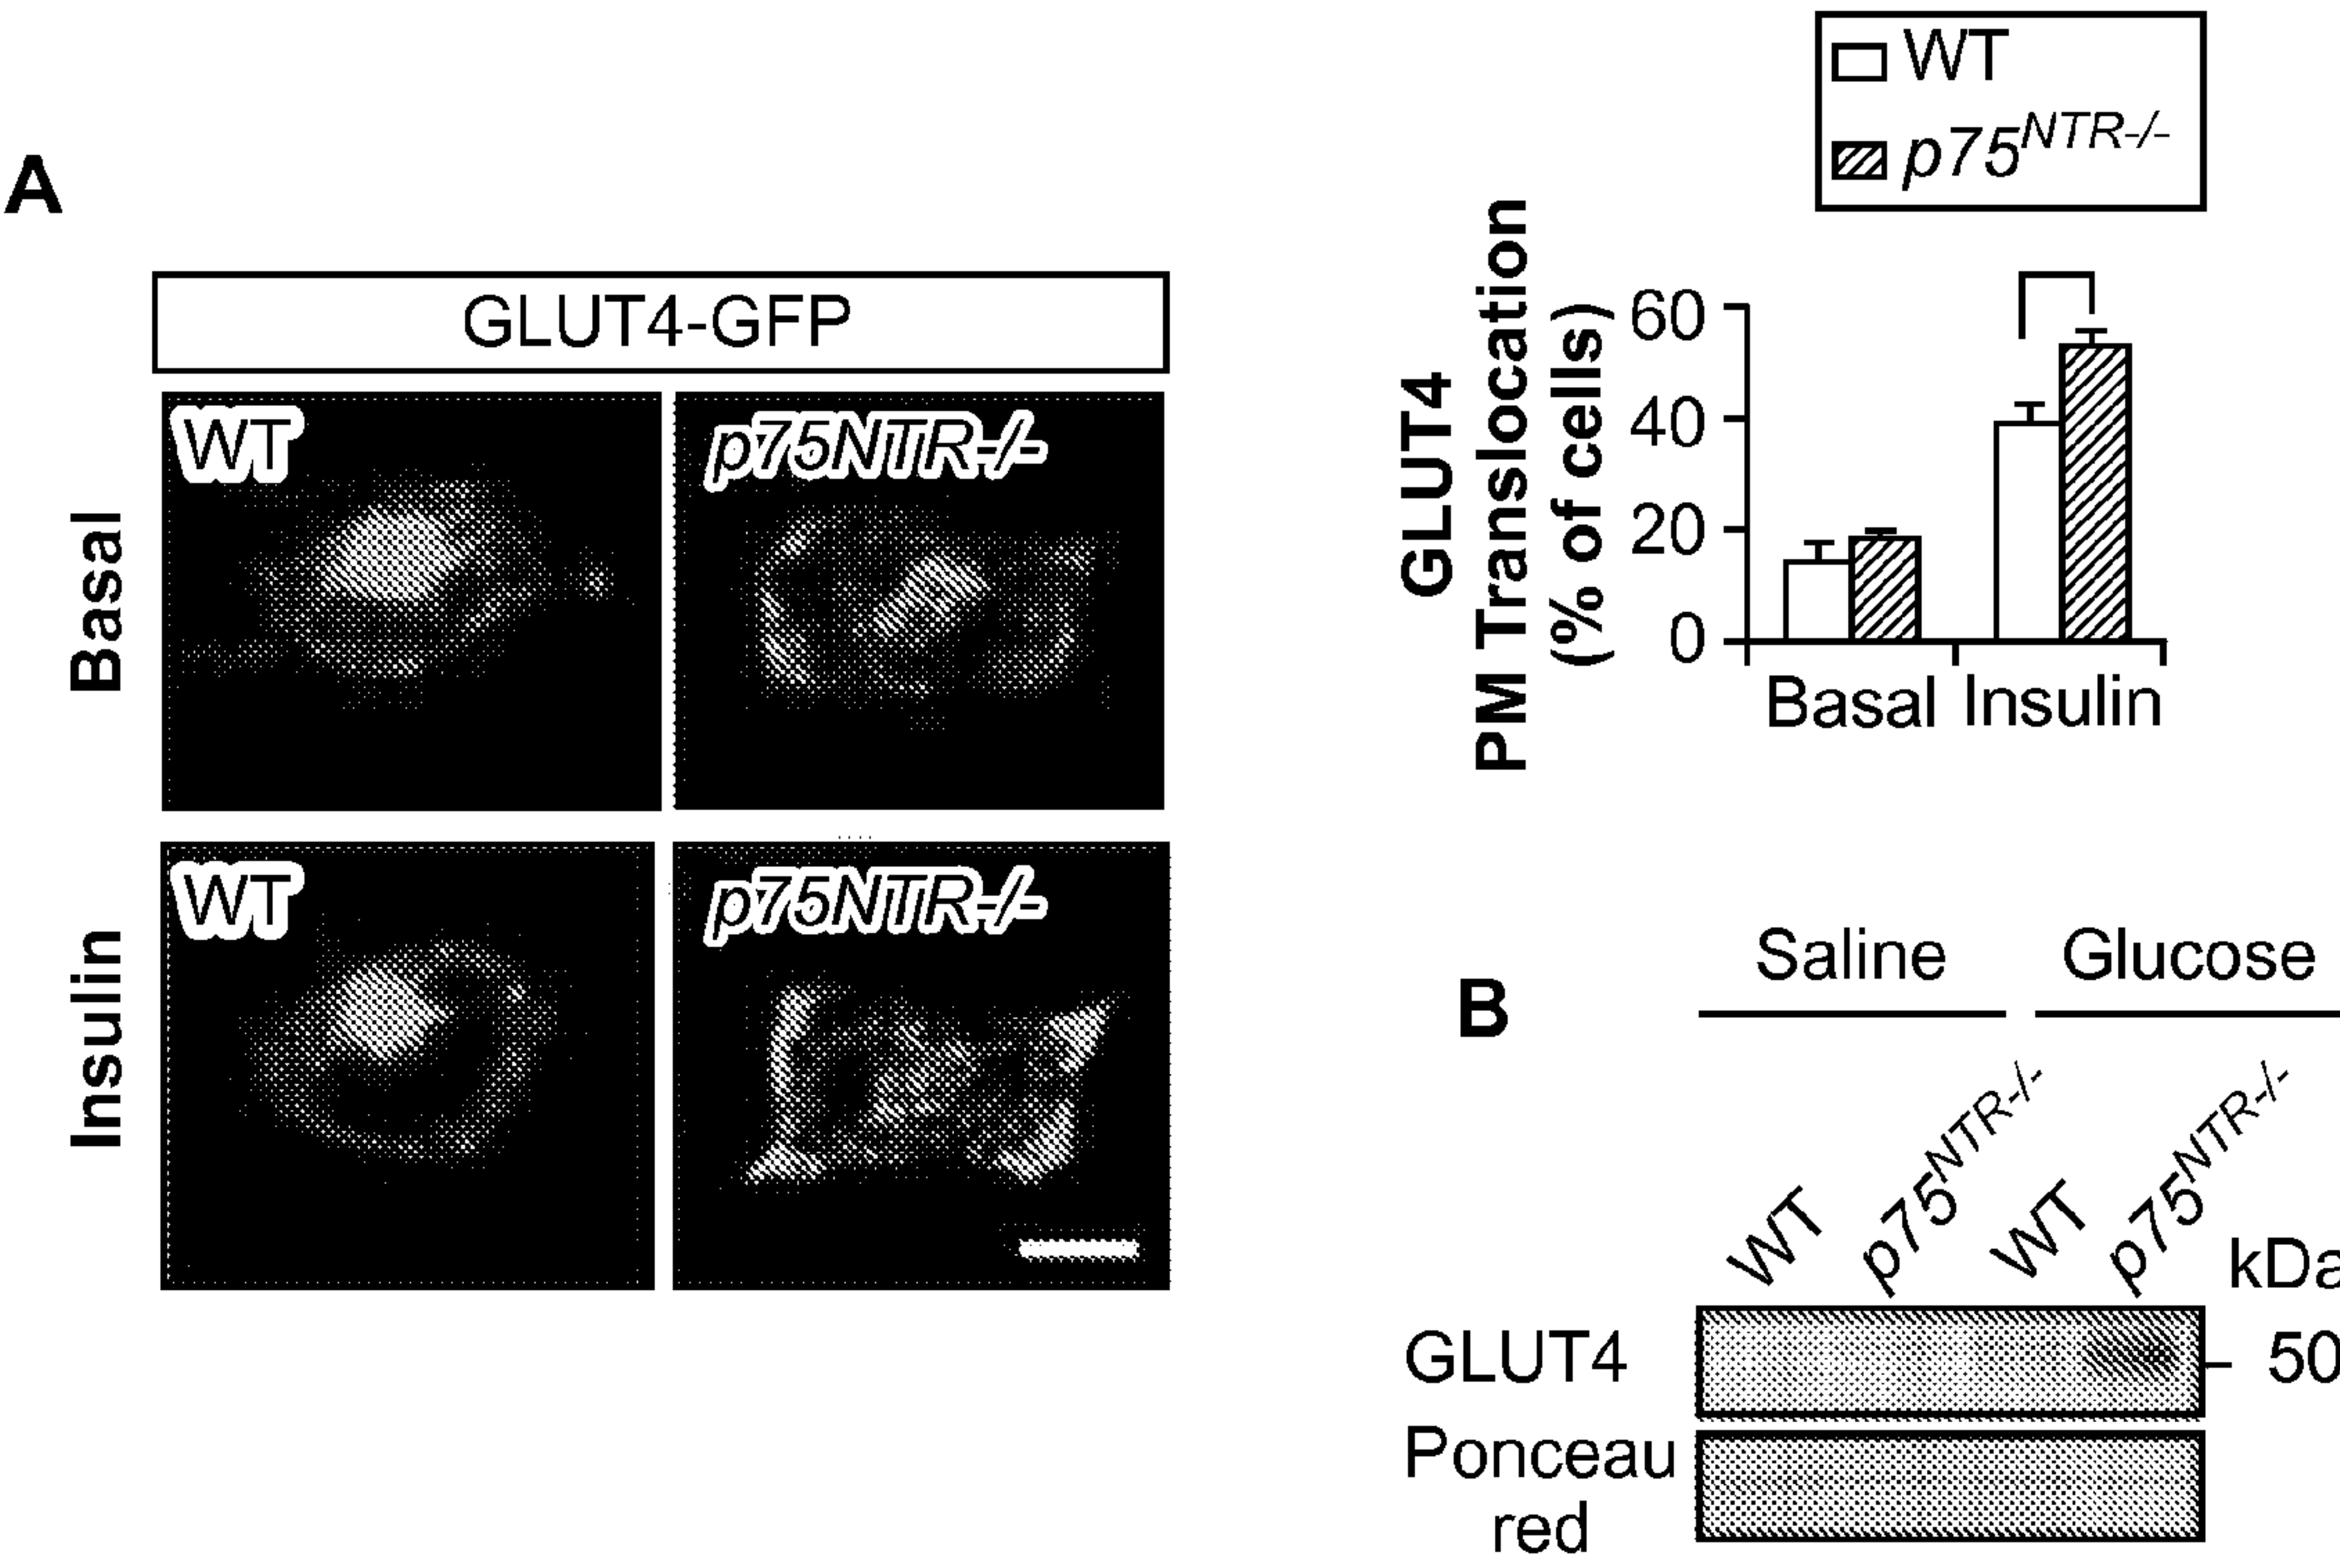 A
GLUT4-GFP
WT
p75NTR-/-
Basal
WT
p75NTR-/-
Insulin
WT
p75NTR-/-
GLUT4
PM Translocation
(% of cells)
60
40
20
0
Basal Insulin
B
Saline Glucose
WT p75NTR-/- WT p75NTR-/- kDa
GLUT4 50
Ponceau
red